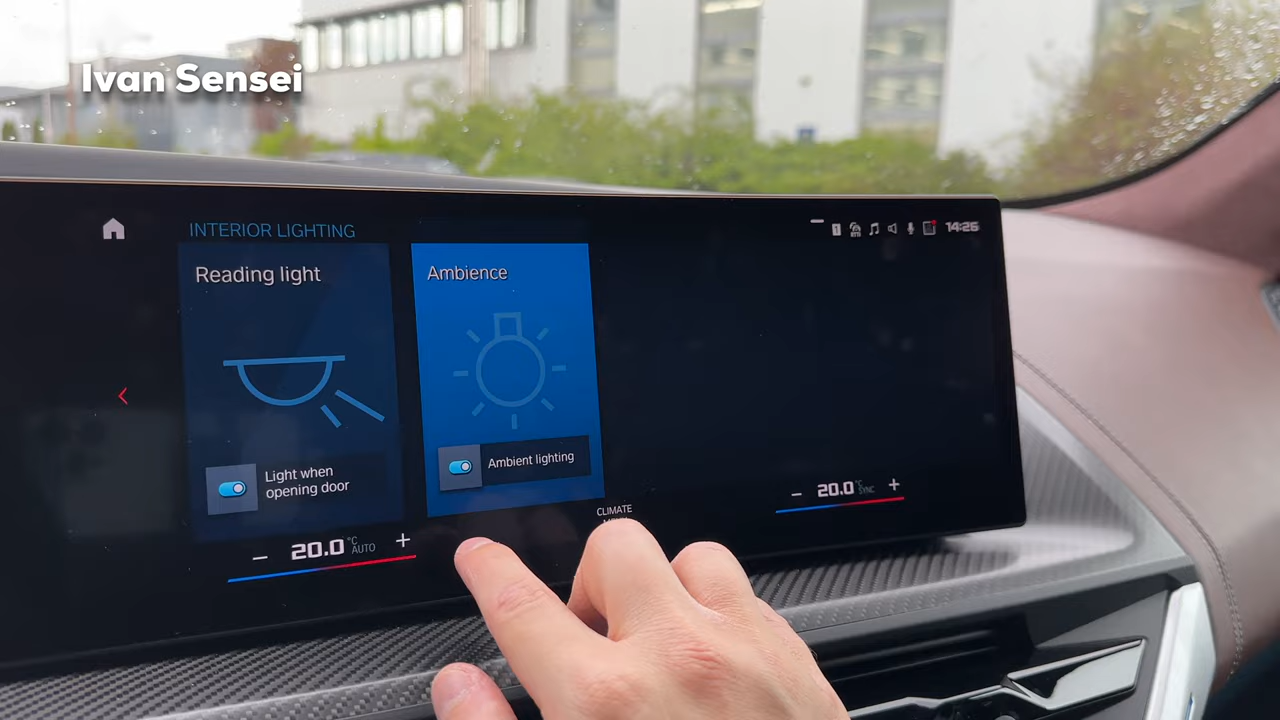 Ivan Sensei
INTERIOR LIGHTING
14:26
Reading light
Ambience
Light when
opening door
Ambient lighting
− 20.0 °C AUTO +
CLIMATE
− 20.0 °C SYNC +